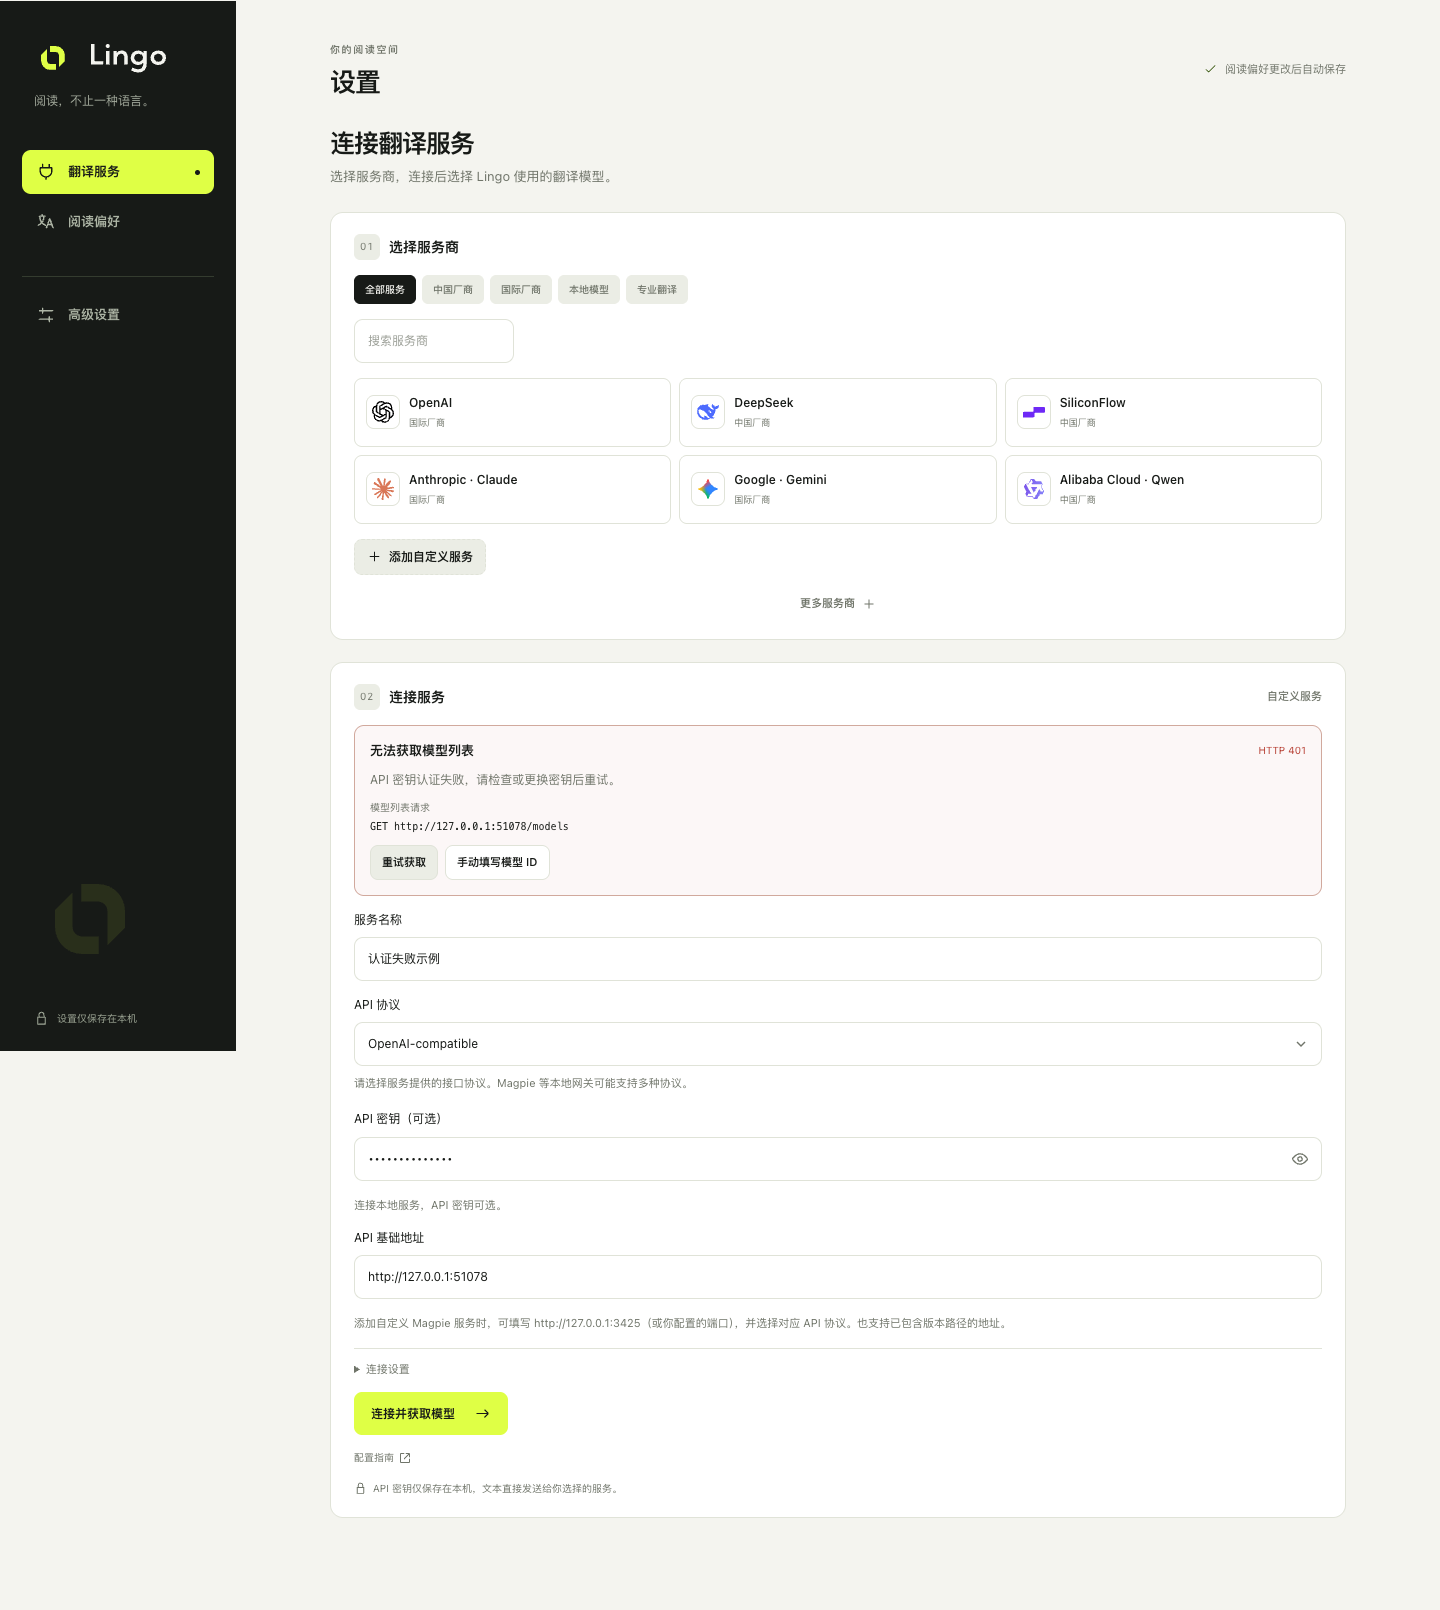 Lingo
阅读，不止一种语言。
翻译服务
阅读偏好
高级设置
设置仅保存在本机
你的阅读空间
设置
阅读偏好更改后自动保存
连接翻译服务
选择服务商，连接后选择 Lingo 使用的翻译模型。
01 选择服务商
全部服务 中国厂商 国际厂商 本地模型 专业翻译
搜索服务商
OpenAI
国际厂商
DeepSeek
中国厂商
SiliconFlow
中国厂商
Anthropic · Claude
国际厂商
Google · Gemini
国际厂商
Alibaba Cloud · Qwen
中国厂商
添加自定义服务
更多服务商
02 连接服务
自定义服务
无法获取模型列表
HTTP 401
API 密钥认证失败，请检查或更换密钥后重试。
模型列表请求
GET http://127.0.0.1:51078/models
重试获取 手动填写模型 ID
服务名称
认证失败示例
API 协议
OpenAI-compatible
请选择服务提供的接口协议。Magpie 等本地网关可能支持多种协议。
API 密钥（可选）
••••••••••••••
连接本地服务，API 密钥可选。
API 基础地址
http://127.0.0.1:51078
添加自定义 Magpie 服务时，可填写 http://127.0.0.1:3425（或你配置的端口），并选择对应 API 协议。也支持已包含版本路径的地址。
连接设置
连接并获取模型
配置指南
API 密钥仅保存在本机，文本直接发送给你选择的服务。